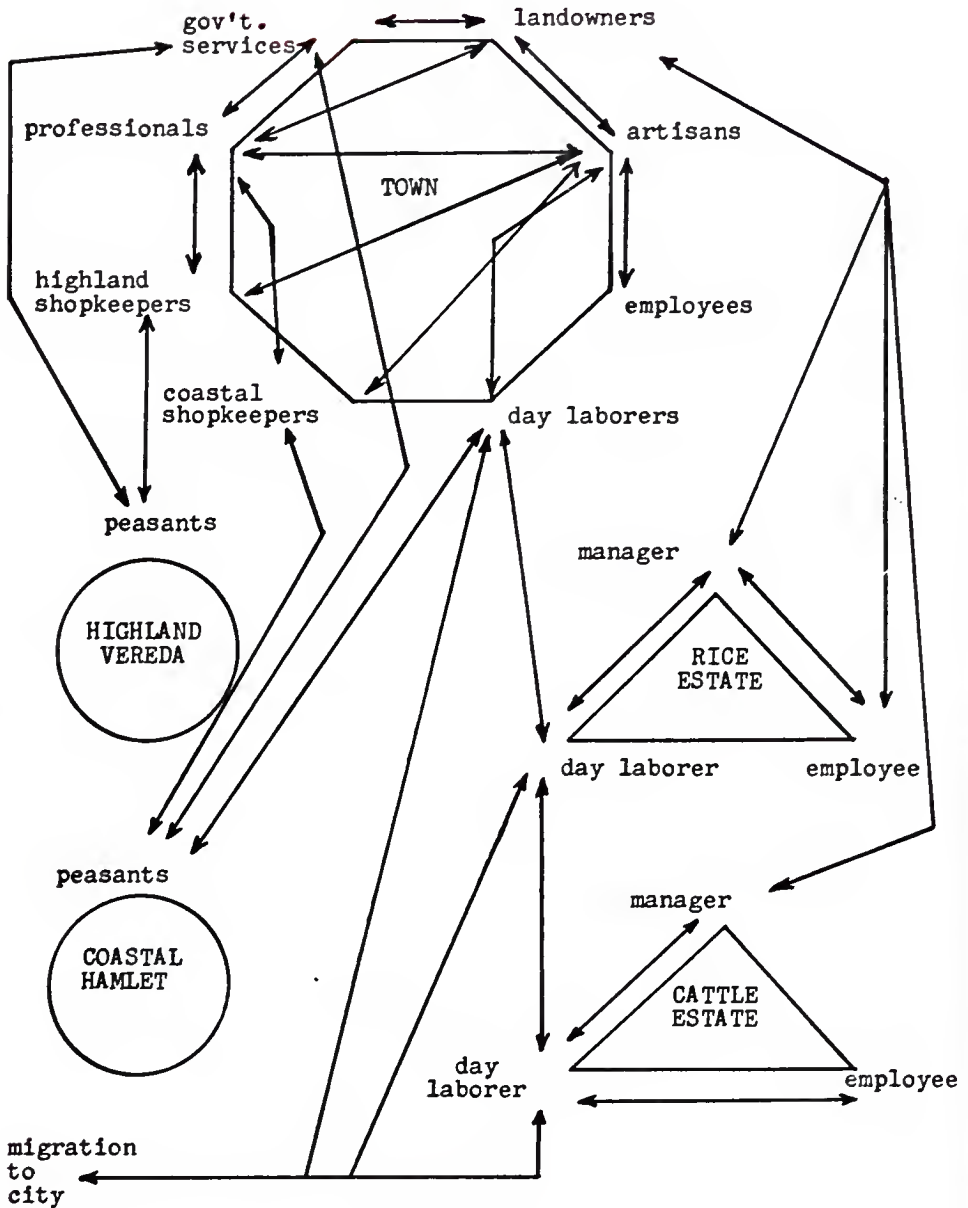 gov't.
services
landowners
professionals
artisans
TOWN
highland
shopkeepers
employees
coastal
shopkeepers
day laborers
peasants
manager
HIGHLAND
VEREDA
RICE
ESTATE
day laborer
employee
peasants
manager
COASTAL
HAMLET
CATTLE
ESTATE
day
laborer
employee
migration
to
city